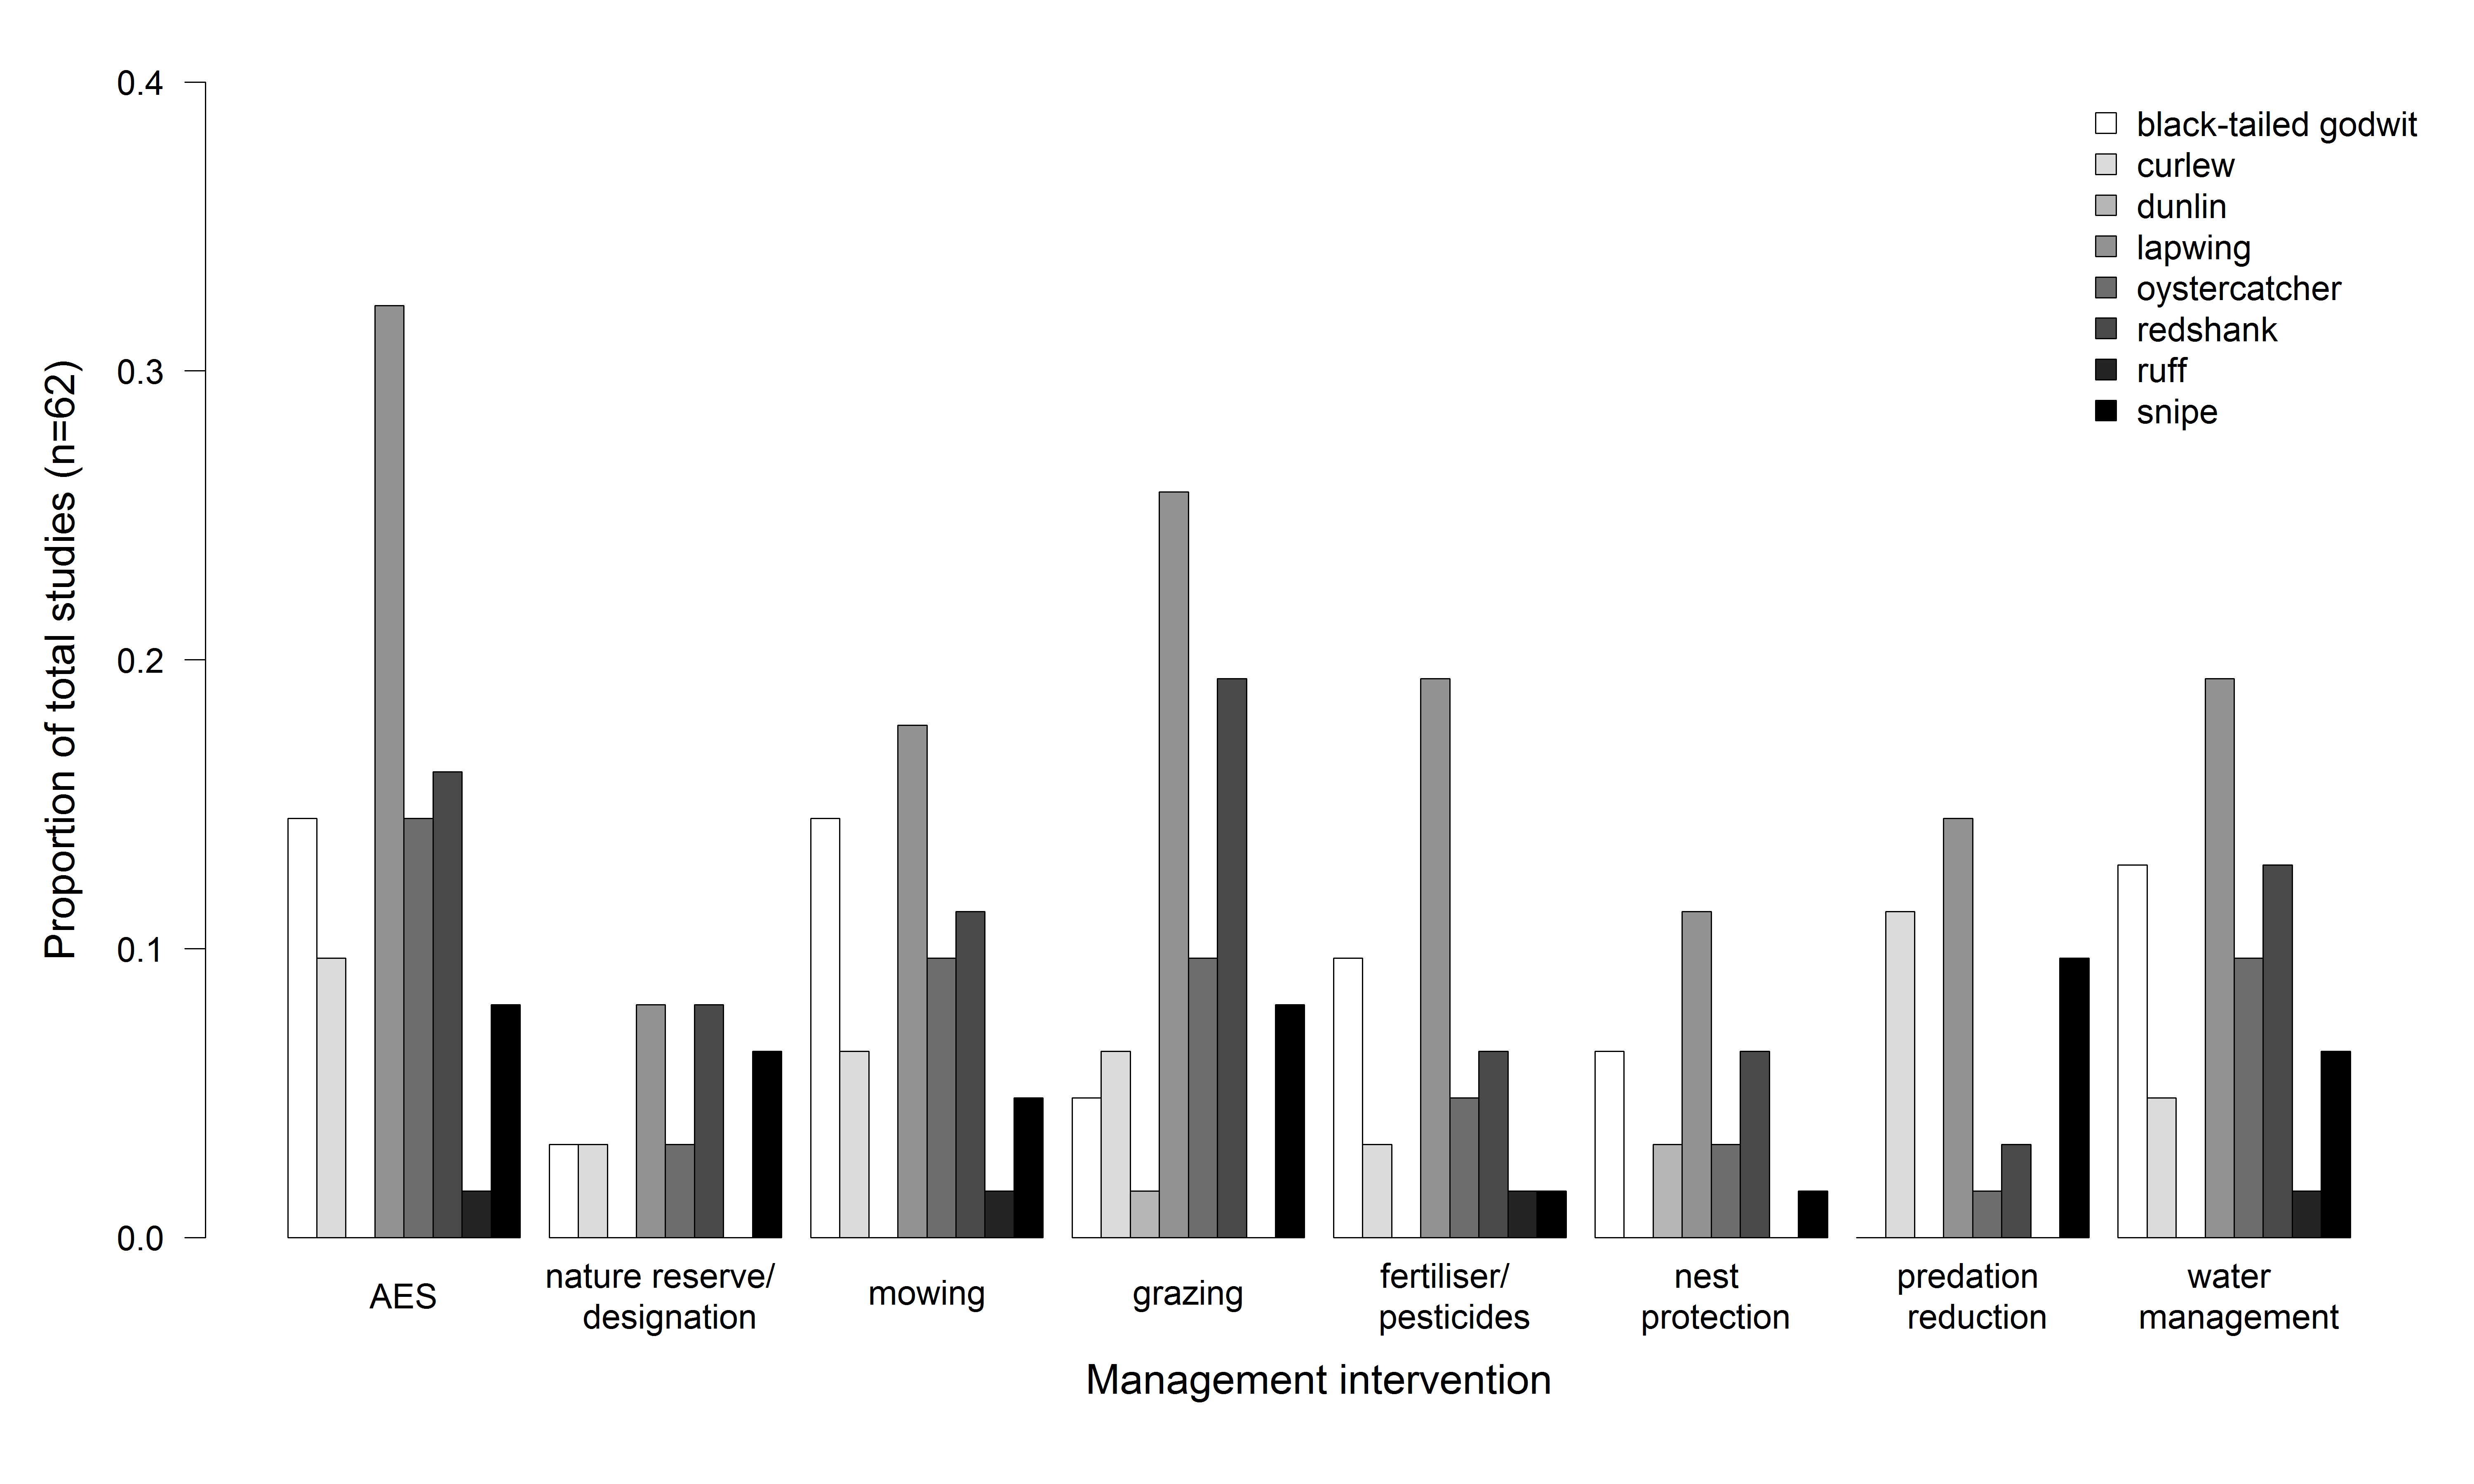 0.4
0.3
0.2
0.1
0.0
Proportion of total studies (n=62)
black-tailed godwit
curlew
dunlin
lapwing
oystercatcher
redshank
ruff
snipe
AES
nature reserve/
designation
mowing
grazing
fertiliser/
pesticides
nest
protection
predation
reduction
water
management
Management intervention